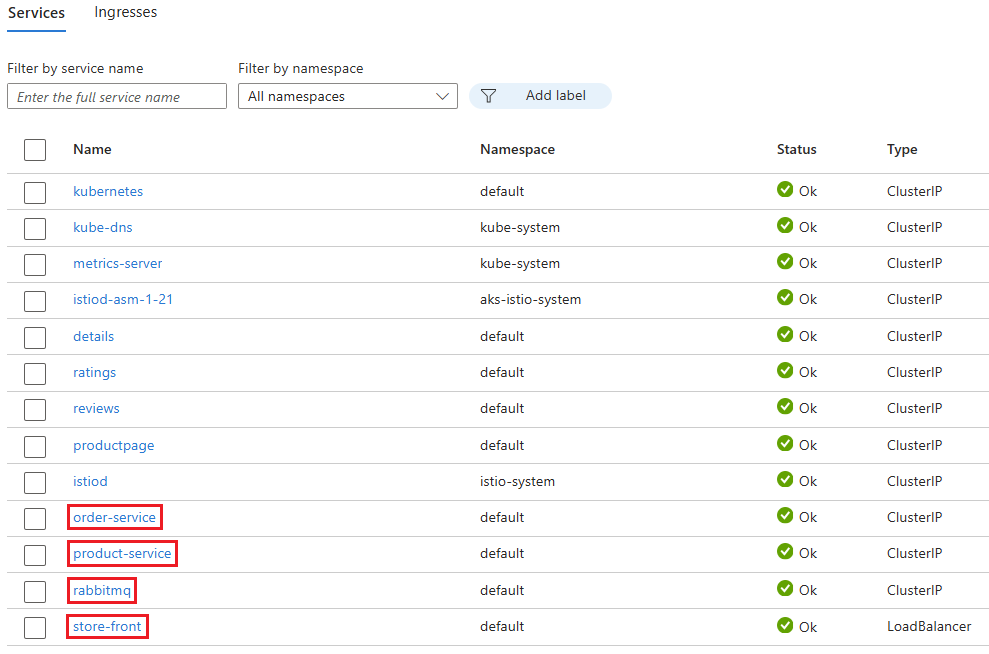 Services Ingresses
Filter by service name Filter by namespace
Enter the full service name All namespaces Add label
Name Namespace Status Type
kubernetes default Ok ClusterIP
kube-dns kube-system Ok ClusterIP
metrics-server kube-system Ok ClusterIP
istiod-asm-1-21 aks-istio-system Ok ClusterIP
details default Ok ClusterIP
ratings default Ok ClusterIP
reviews default Ok ClusterIP
productpage default Ok ClusterIP
istiod istio-system Ok ClusterIP
order-service default Ok ClusterIP
product-service default Ok ClusterIP
rabbitmq default Ok ClusterIP
store-front default Ok LoadBalancer